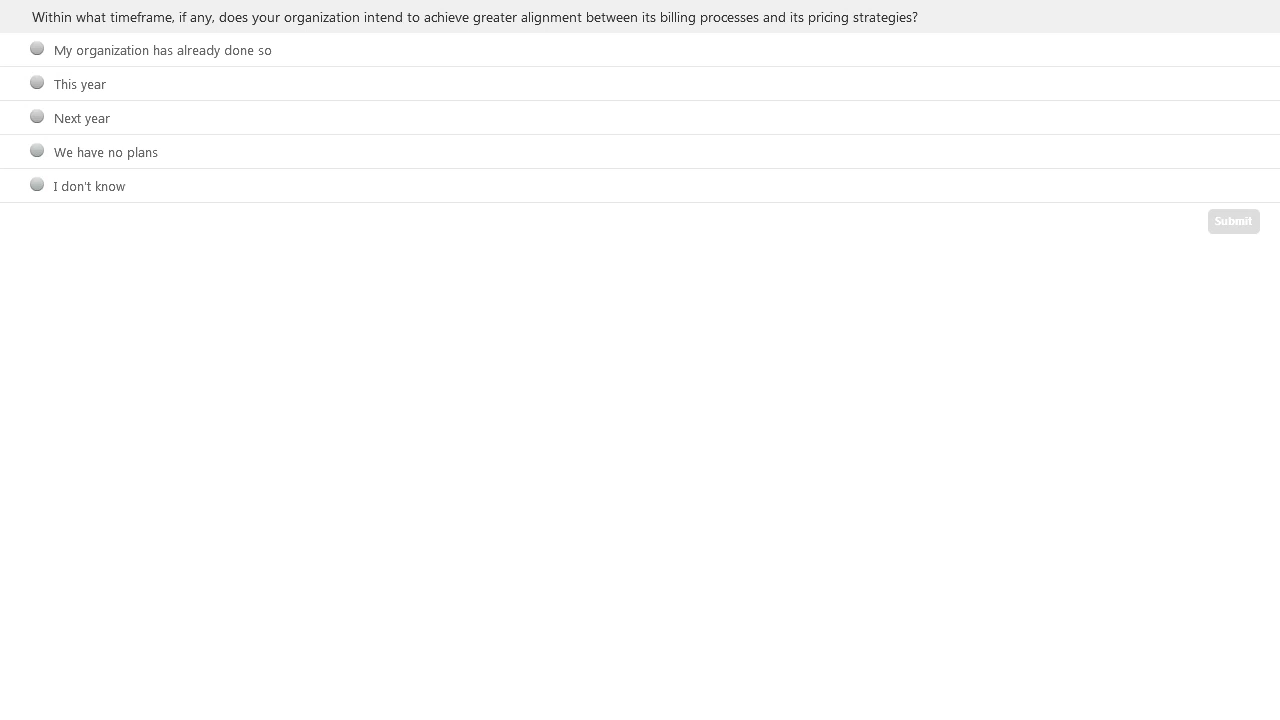 Within what timeframe, if any, does your organization intend to achieve greater alignment between its billing processes and its pricing strategies?
My organization has already done so
This year
Next year
We have no plans
I don't know
Submit